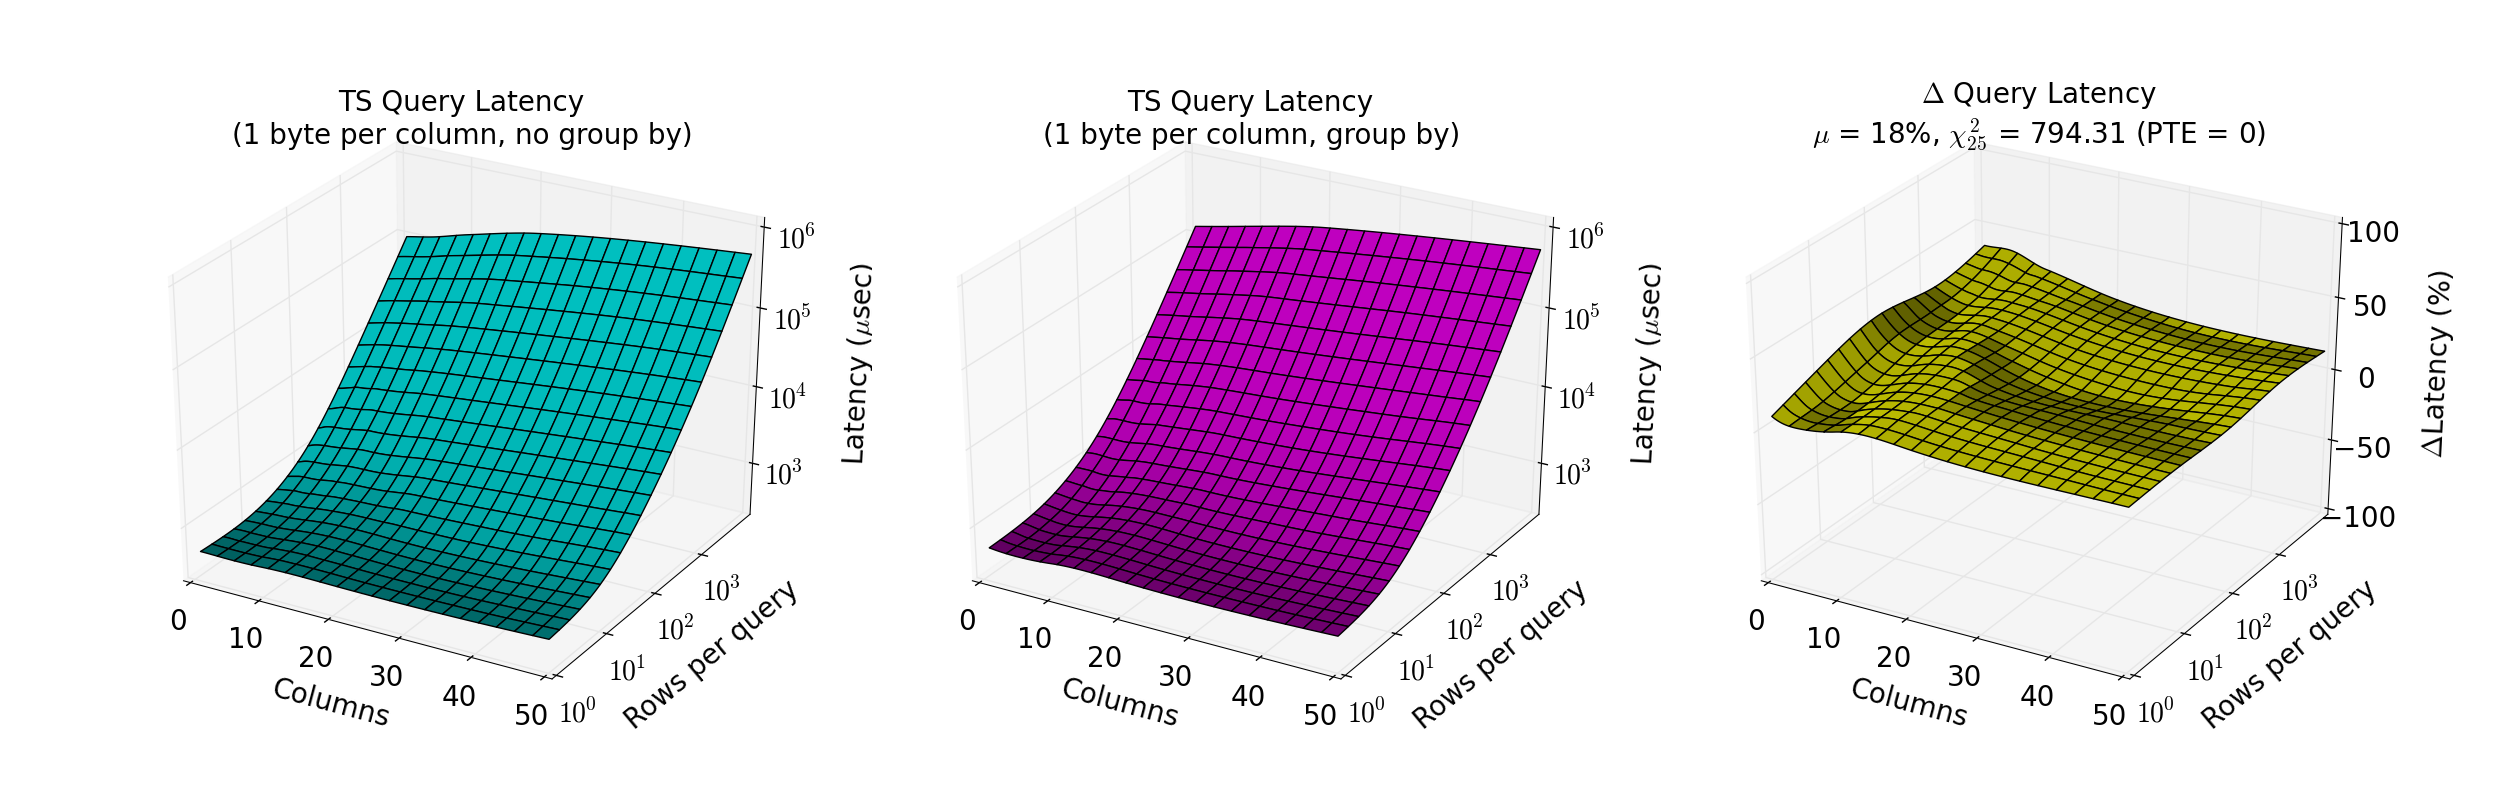 TS Query Latency
(1 byte per column, no group by)
10^6
10^5
10^4
10^3
Latency (μsec)
0
10
20
30
40
50
Columns
10^0
10^1
10^2
10^3
Rows per query
TS Query Latency
(1 byte per column, group by)
10^6
10^5
10^4
10^3
Latency (μsec)
0
10
20
30
40
50
Columns
10^0
10^1
10^2
10^3
Rows per query
Δ Query Latency
μ = 18%, χ²₂₅ = 794.31 (PTE = 0)
100
50
0
−50
−100
ΔLatency (%)
0
10
20
30
40
50
Columns
10^0
10^1
10^2
10^3
Rows per query